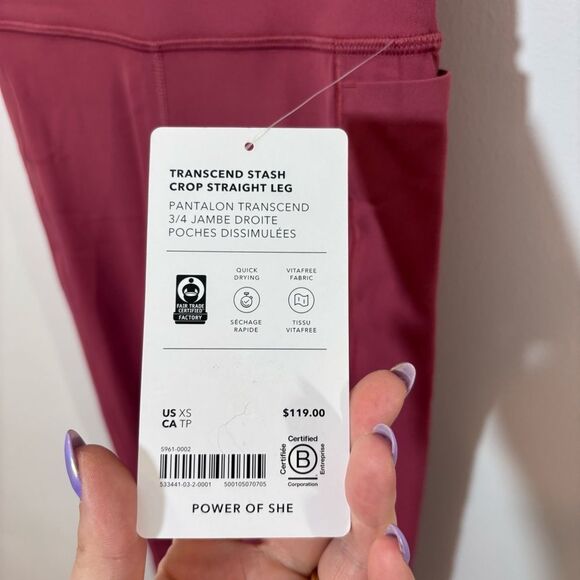 TRANSCEND STASH
CROP STRAIGHT LEG
PANTALON TRANSCEND
3/4 JAMBE DROITE
POCHES DISSIMULÉES
FAIR TRADE
CERTIFIED
FACTORY
QUICK
DRYING
SÉCHAGE
RAPIDE
VITAFREE
FABRIC
TISSU
VITAFREE
US XS
CA TP
$119.00
5961-0002
533441-03-2-0001 500105070705
Certified
Certifiée
B
Entreprise
Corporation
POWER OF SHE